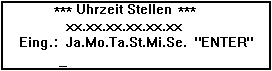 *** Uhrzeit Stellen ***
xx.xx.xx.xx.xx.xx
Eing.: Ja.Mo.Ta.St.Mi.Se. "ENTER"
_